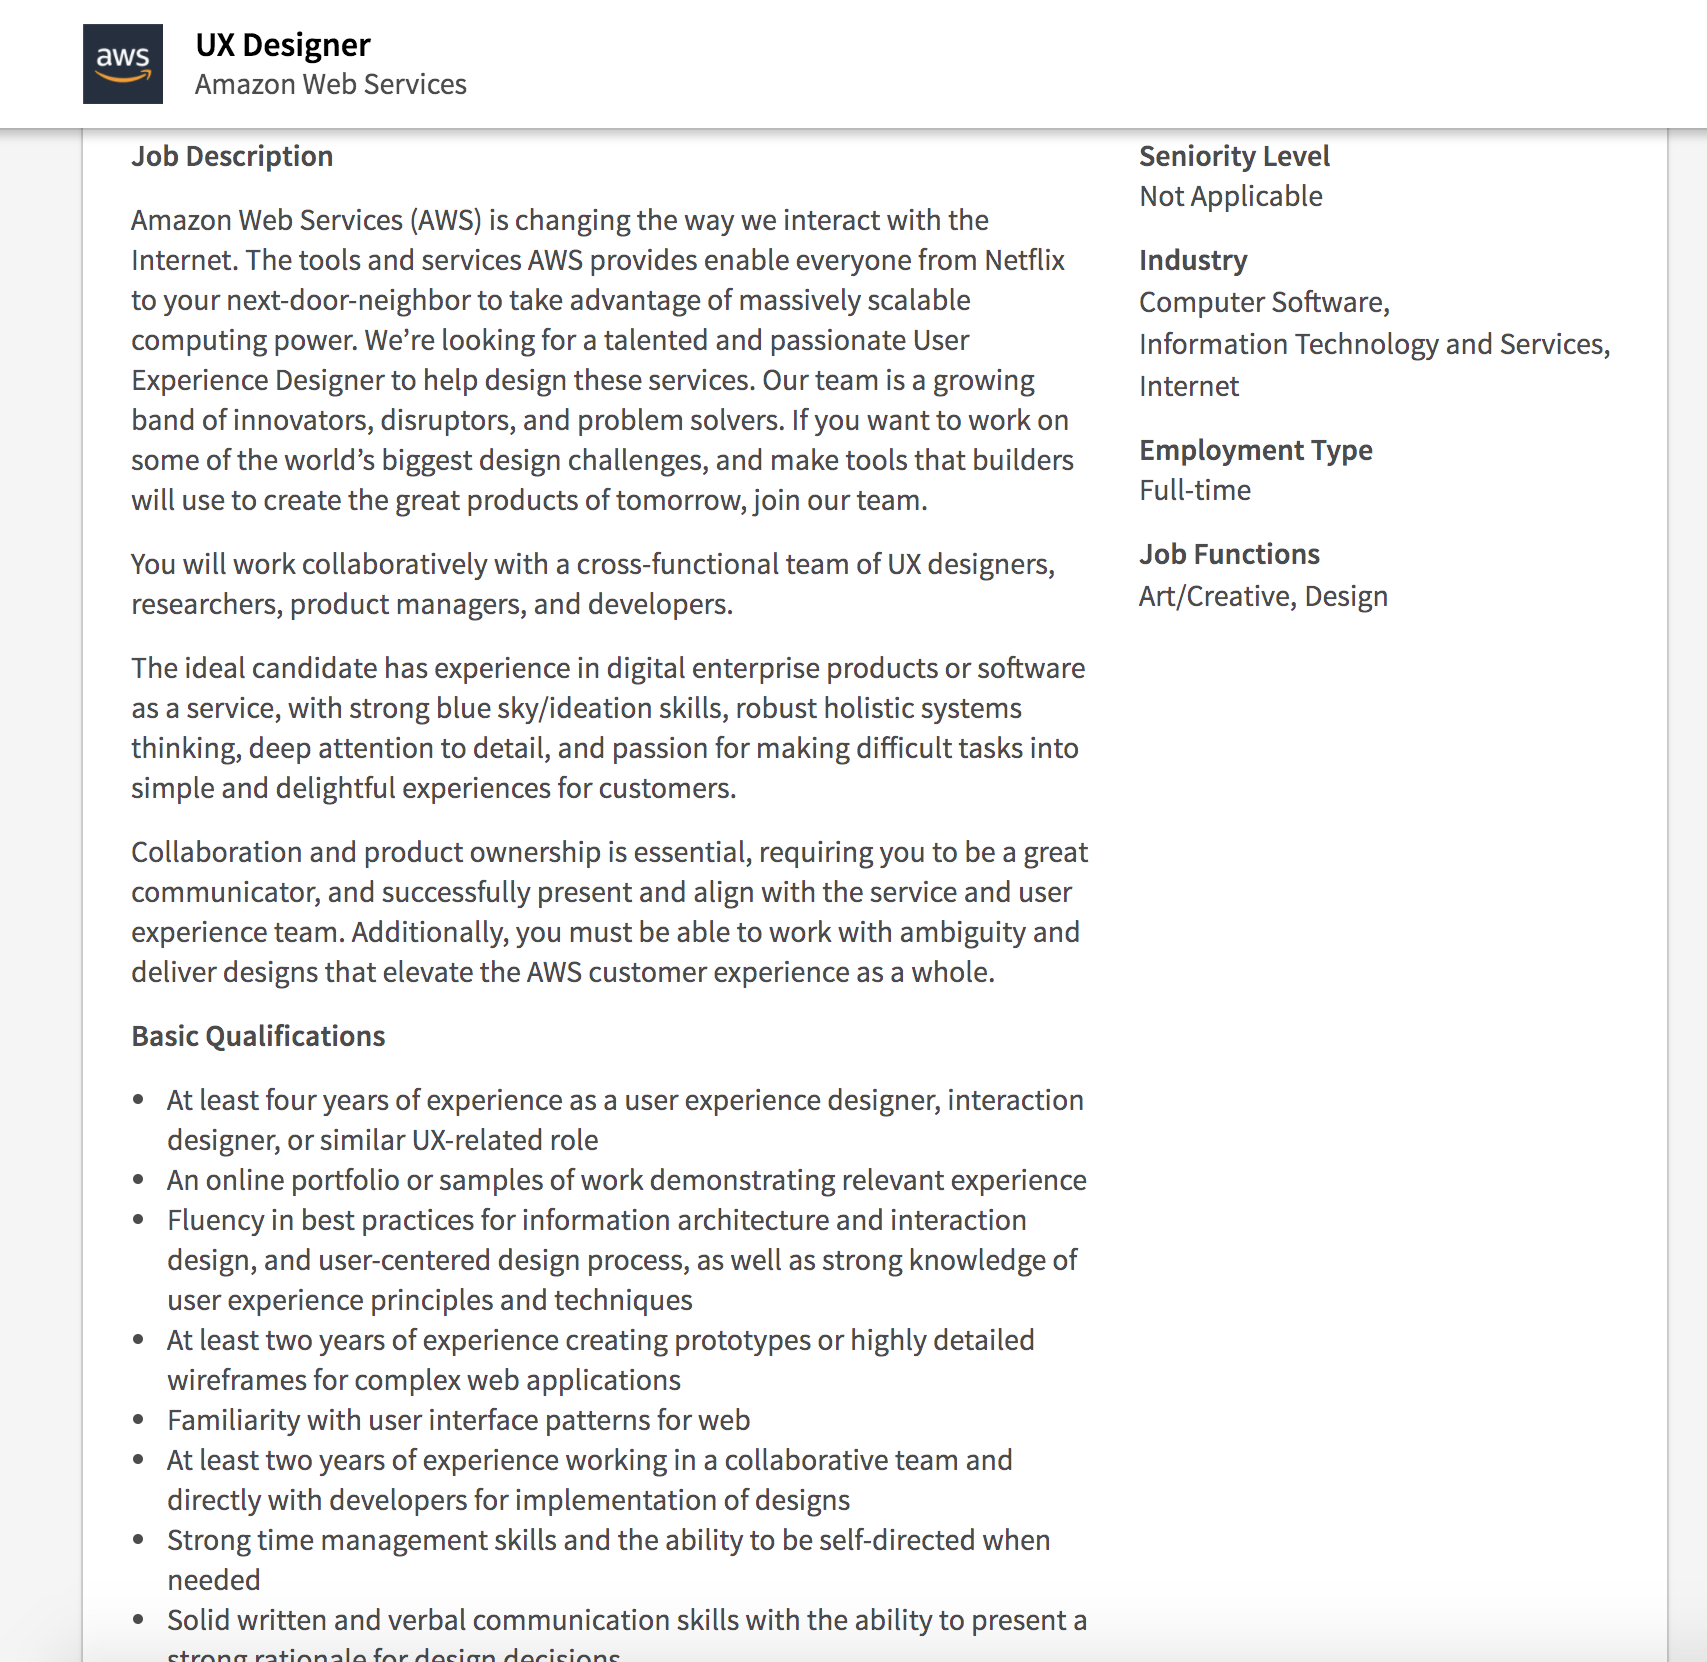 aws
UX Designer
Amazon Web Services
Job Description
Amazon Web Services (AWS) is changing the way we interact with the
Internet. The tools and services AWS provides enable everyone from Netflix
to your next-door-neighbor to take advantage of massively scalable
computing power. We’re looking for a talented and passionate User
Experience Designer to help design these services. Our team is a growing
band of innovators, disruptors, and problem solvers. If you want to work on
some of the world’s biggest design challenges, and make tools that builders
will use to create the great products of tomorrow, join our team.
You will work collaboratively with a cross-functional team of UX designers,
researchers, product managers, and developers.
The ideal candidate has experience in digital enterprise products or software
as a service, with strong blue sky/ideation skills, robust holistic systems
thinking, deep attention to detail, and passion for making difficult tasks into
simple and delightful experiences for customers.
Collaboration and product ownership is essential, requiring you to be a great
communicator, and successfully present and align with the service and user
experience team. Additionally, you must be able to work with ambiguity and
deliver designs that elevate the AWS customer experience as a whole.
Basic Qualifications
• At least four years of experience as a user experience designer, interaction
designer, or similar UX-related role
• An online portfolio or samples of work demonstrating relevant experience
• Fluency in best practices for information architecture and interaction
design, and user-centered design process, as well as strong knowledge of
user experience principles and techniques
• At least two years of experience creating prototypes or highly detailed
wireframes for complex web applications
• Familiarity with user interface patterns for web
• At least two years of experience working in a collaborative team and
directly with developers for implementation of designs
• Strong time management skills and the ability to be self-directed when
needed
• Solid written and verbal communication skills with the ability to present a
strong rationale for design decisions
Seniority Level
Not Applicable
Industry
Computer Software,
Information Technology and Services,
Internet
Employment Type
Full-time
Job Functions
Art/Creative, Design